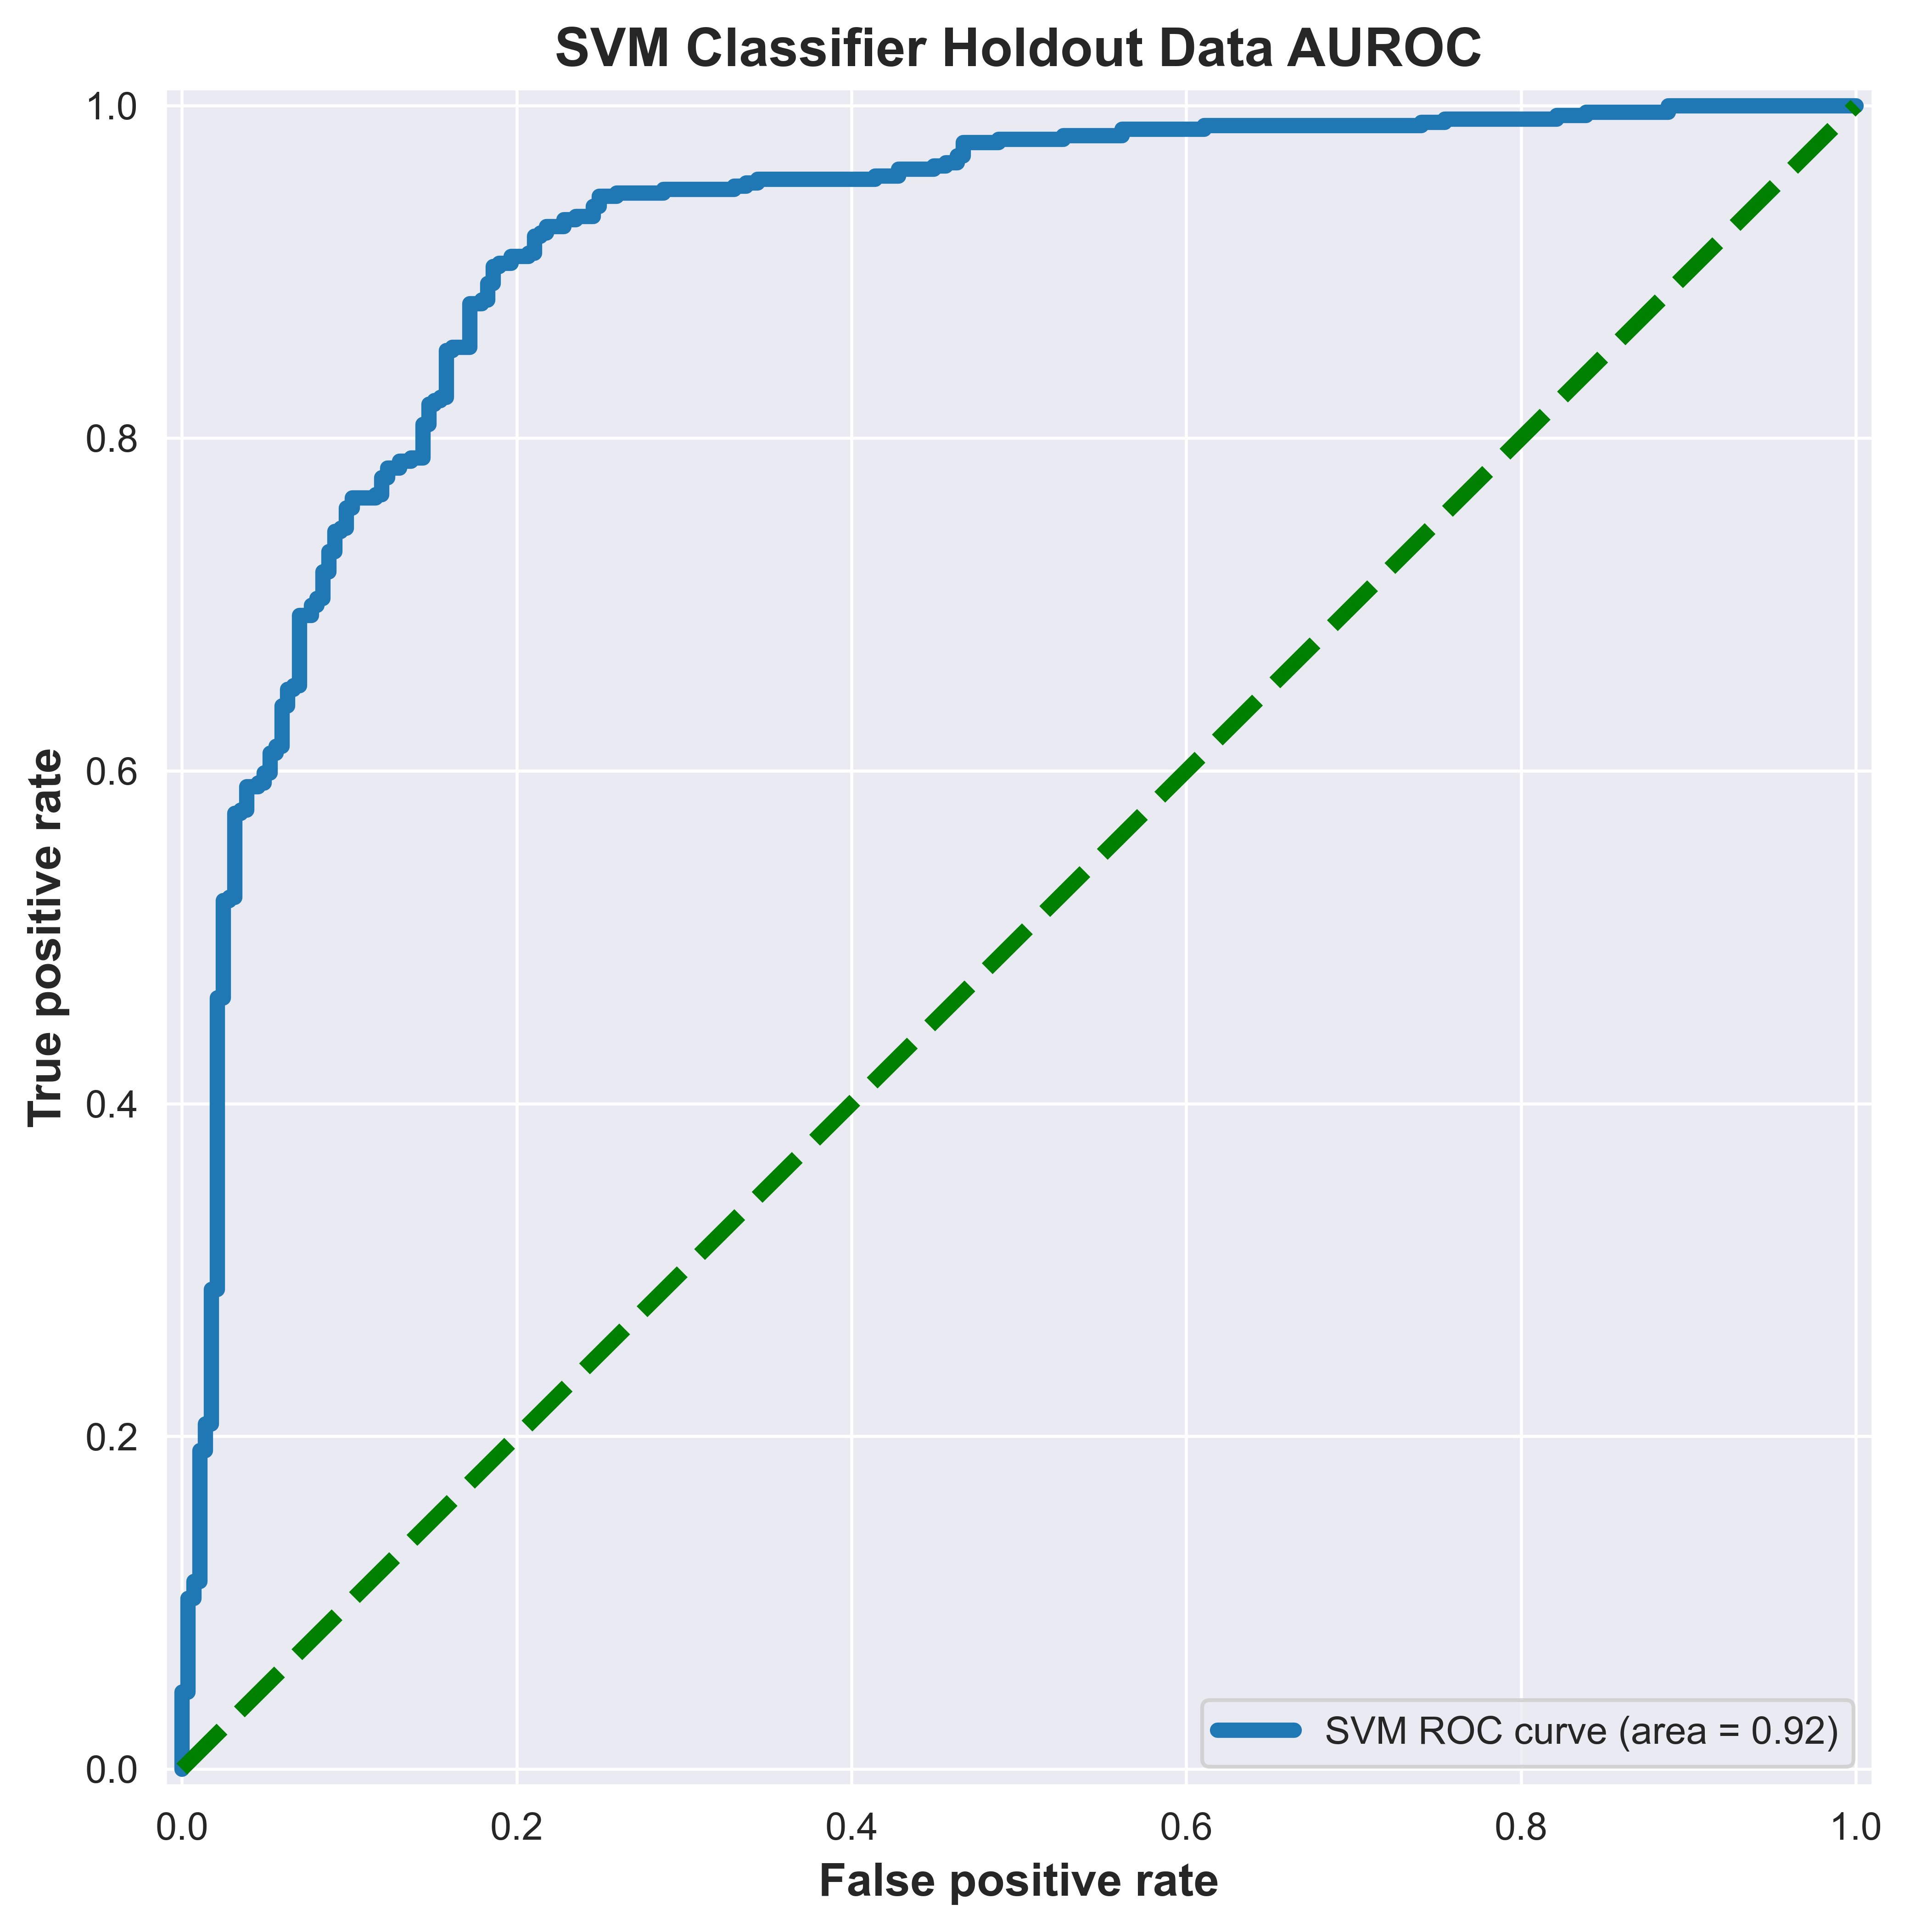 SVM Classifier Holdout Data AUROC
1.0
0.8
0.6
0.4
0.2
0.0
True positive rate
SVM ROC curve (area = 0.92)
0.0 0.2 0.4 0.6 0.8 1.0
False positive rate